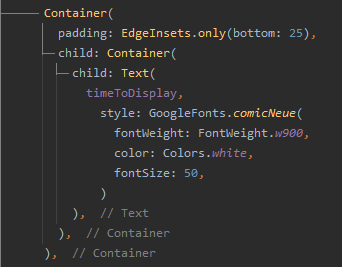 Container(
padding: EdgeInsets.only(bottom: 25),
child: Container(
child: Text(
timeToDisplay,
style: GoogleFonts.comicNeue(
fontWeight: FontWeight.w900,
color: Colors.white,
fontSize: 50,
)
), // Text
), // Container
), // Container